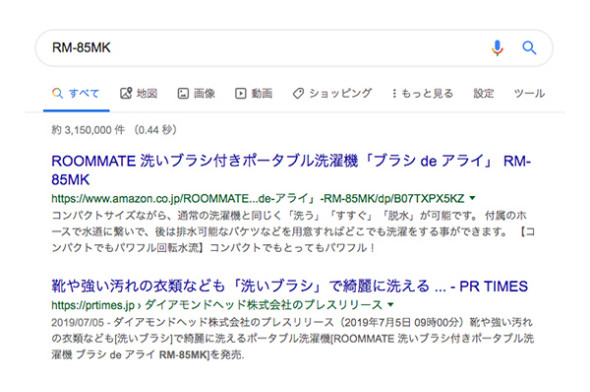 RM-85MK
すべて 地図 画像 動画 ショッピング もっと見る 設定 ツール
約 3,150,000 件 (0.44 秒)
ROOMMATE 洗いブラシ付きポータブル洗濯機「ブラシ de アライ」 RM-
85MK
https://www.amazon.co.jp/ROOMMATE...de-アライ」-RM-85MK/dp/B07TXPX5KZ
コンパクトサイズながら、通常の洗濯機と同じく「洗う」「すすぐ」「脱水」が可能です。 付属のホ
ースで水道に繋いで、後は排水可能なバケツなどを用意すればどこでも洗濯をする事ができます。 【コ
ンパクトでもパワフル回転水流】コンパクトでもとってもパワフル！
靴や強い汚れの衣類なども「洗いブラシ」で綺麗に洗える ... - PR TIMES
https://prtimes.jp › ダイアモンドヘッド株式会社のプレスリリース
2019/07/05 - ダイアモンドヘッド株式会社のプレスリリース（2019年7月5日 09時00分）靴や強い汚れ
の衣類なども[洗いブラシ]で綺麗に洗えるポータブル洗濯機[ROOMMATE 洗いブラシ付きポータブル洗
濯機 ブラシ de アライ RM-85MK]を発売.